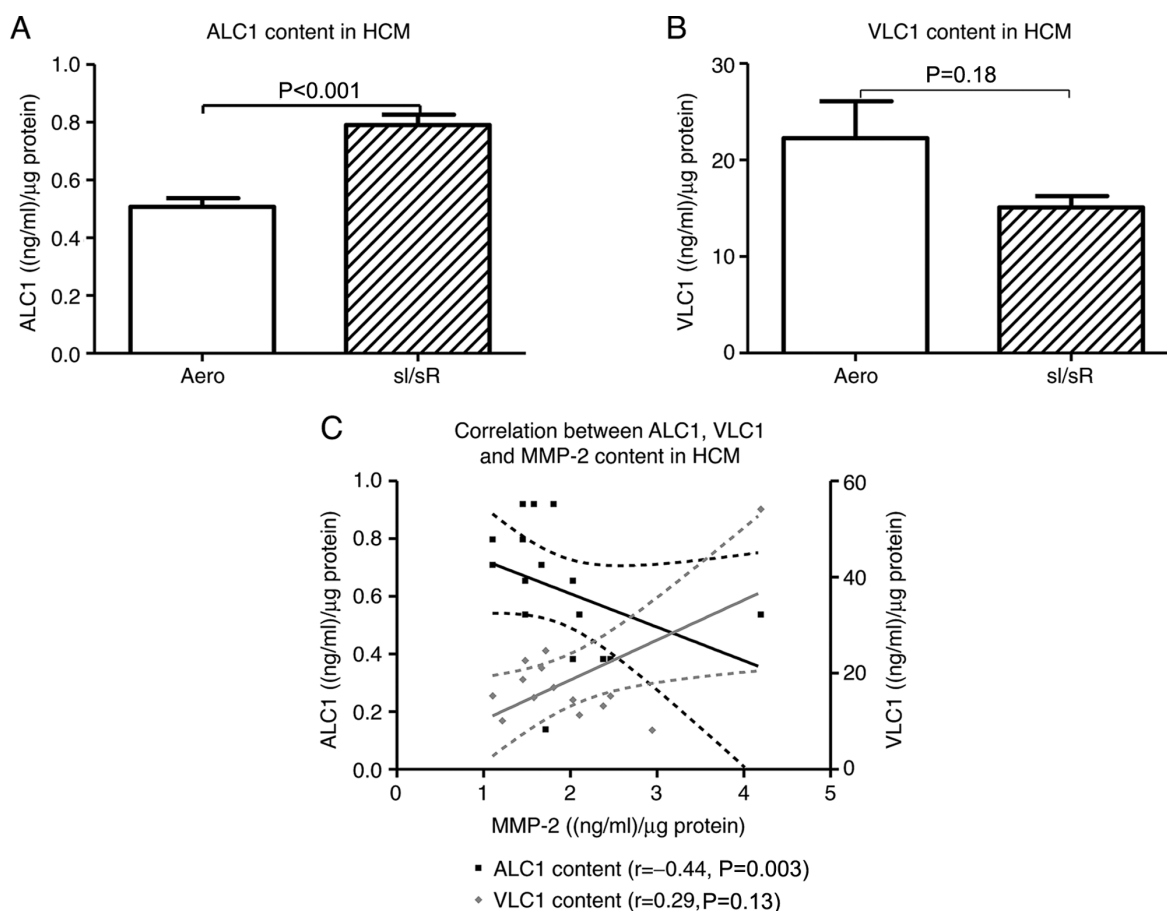 A
ALC1 content in HCM
ALC1 ((ng/ml)/μg protein)
1.0
0.8
0.6
0.4
0.2
0.0
P<0.001
Aero
sI/sR
B
VLC1 content in HCM
VLC1 ((ng/ml)/μg protein)
30
20
10
0
P=0.18
Aero
sI/sR
C
Correlation between ALC1, VLC1
and MMP-2 content in HCM
ALC1 ((ng/ml)/μg protein)
1.0
0.8
0.6
0.4
0.2
0.0
60
40
20
0
VLC1 ((ng/ml)/μg protein)
0 1 2 3 4 5
MMP-2 ((ng/ml)/μg protein)
ALC1 content (r=−0.44, P=0.003)
VLC1 content (r=0.29,P=0.13)